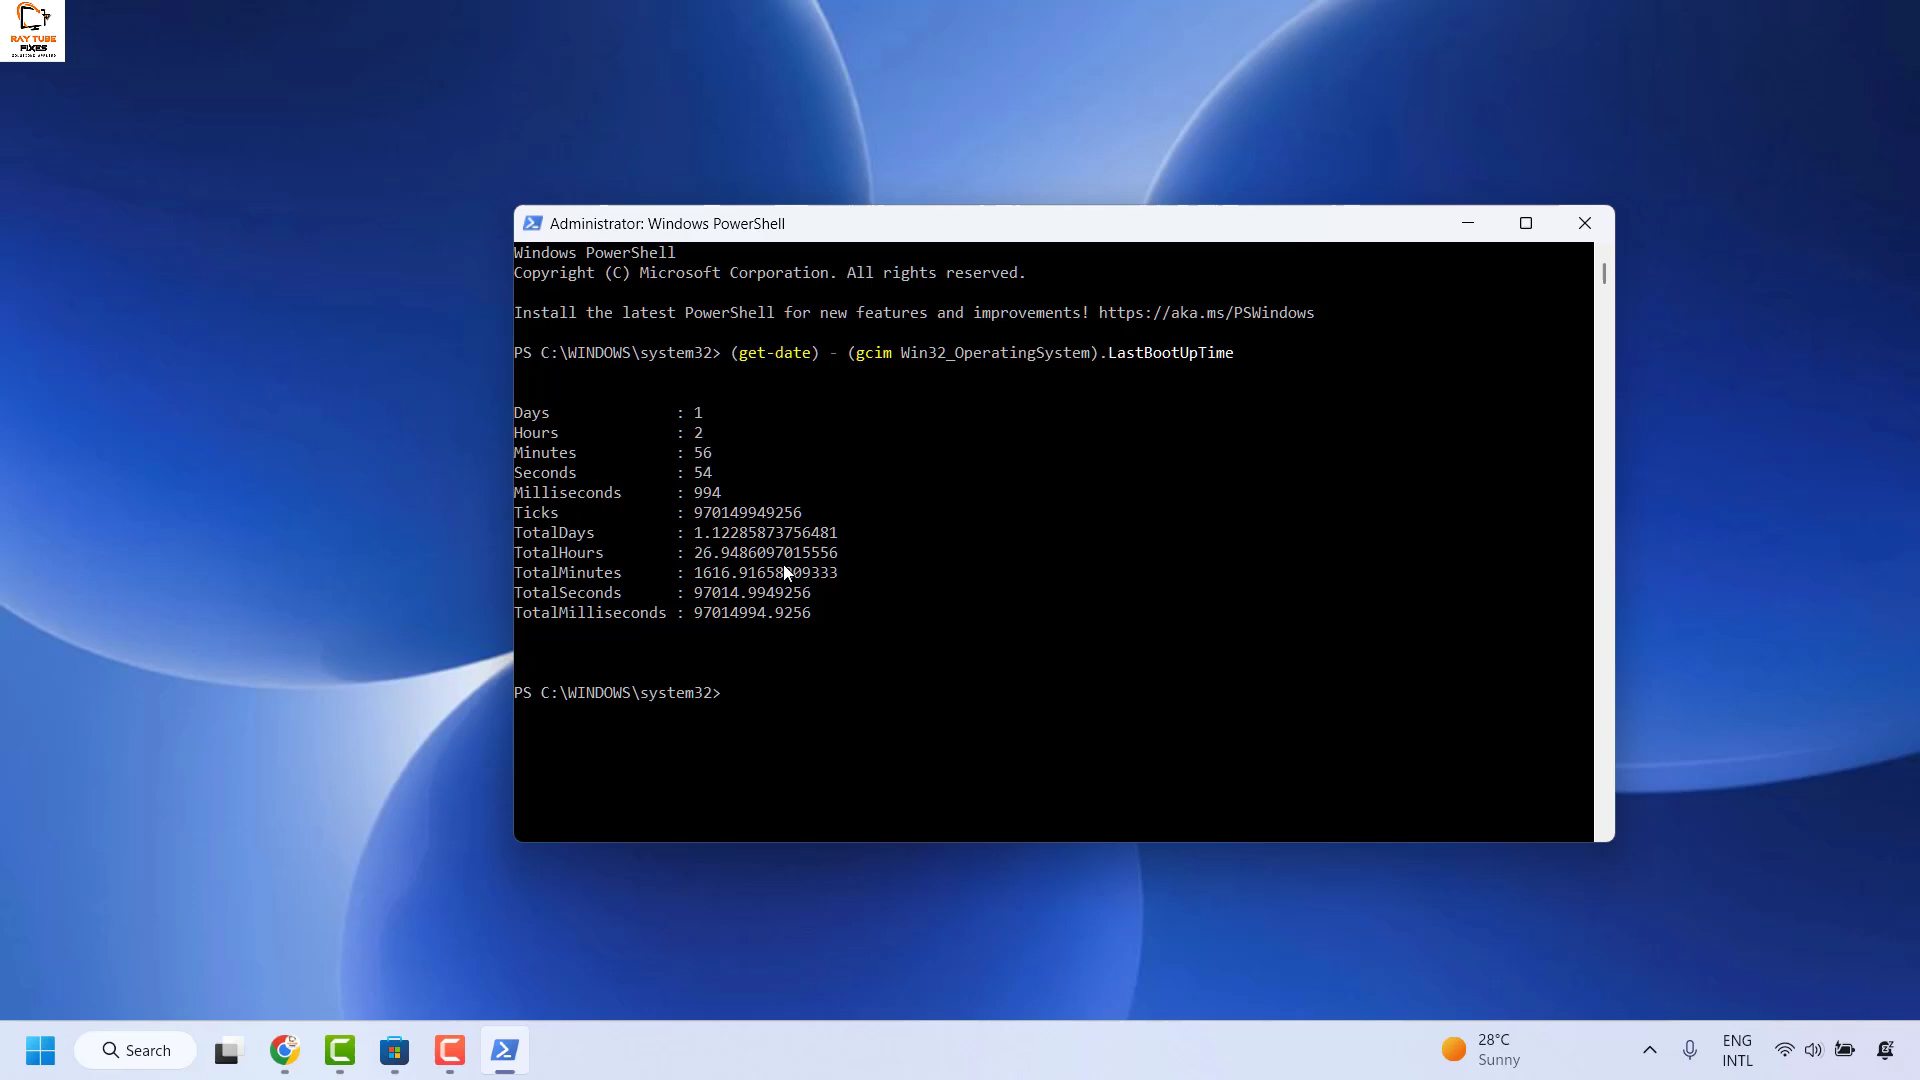 RAY TUBE
FIXES
SOLUTIONS APPLIED
Administrator: Windows PowerShell
Windows PowerShell
Copyright (C) Microsoft Corporation. All rights reserved.
Install the latest PowerShell for new features and improvements! https://aka.ms/PSWindows
PS C:\WINDOWS\system32> (get-date) - (gcim Win32_OperatingSystem).LastBootUpTime
Days : 1
Hours : 2
Minutes : 56
Seconds : 54
Milliseconds : 994
Ticks : 970149949256
TotalDays : 1.12285873756481
TotalHours : 26.9486097015556
TotalMinutes : 1616.91658209333
TotalSeconds : 97014.9949256
TotalMilliseconds : 97014994.9256
PS C:\WINDOWS\system32>
Search
28°C
Sunny
ENG
INTL